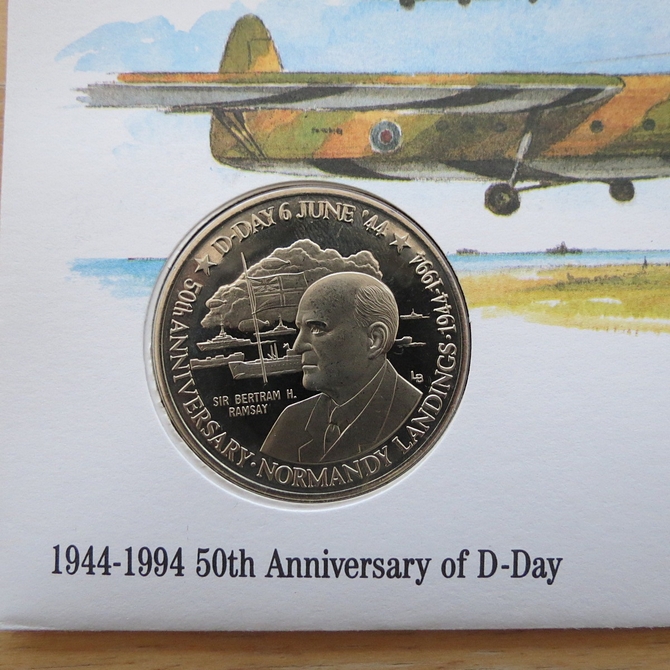 ★ D-DAY 6 JUNE '44 ★
50th ANNIVERSARY · NORMANDY LANDINGS · 1944-1994
SIR BERTRAM H.
RAMSAY
LB
1944-1994 50th Anniversary of D-Day